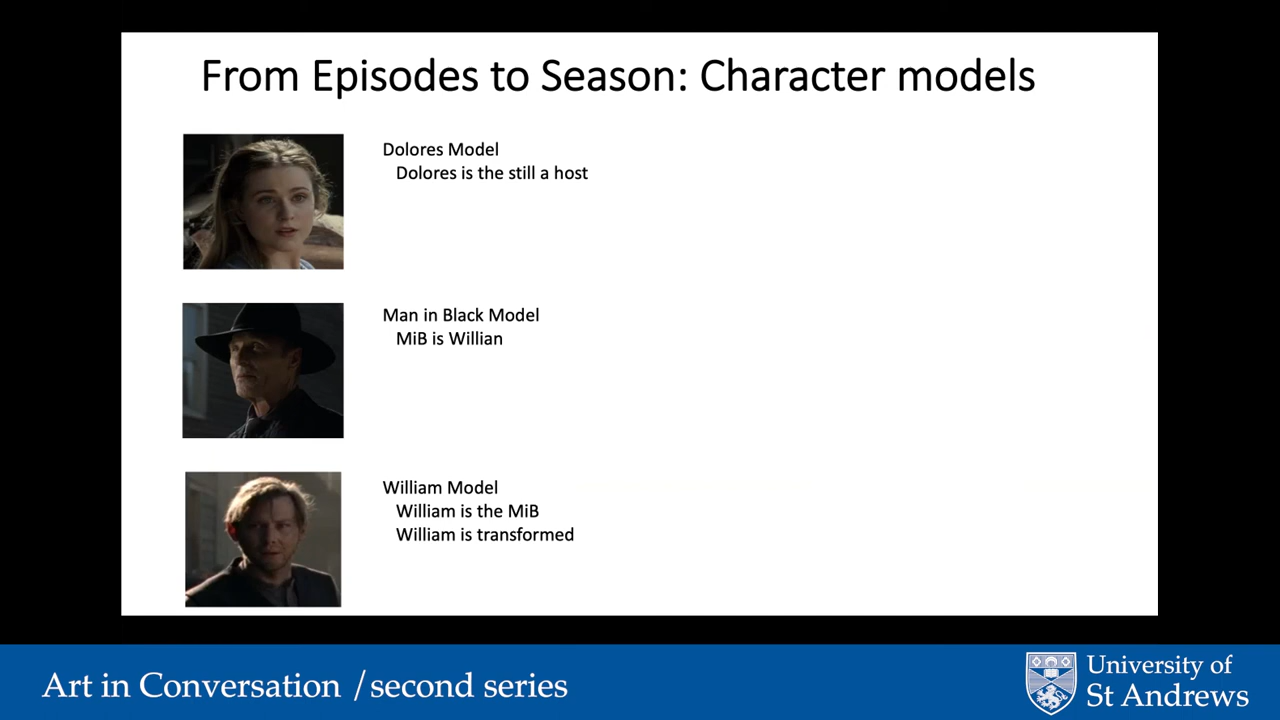 From Episodes to Season: Character models
Dolores Model
Dolores is the still a host
Man in Black Model
MiB is Willian
William Model
William is the MiB
William is transformed
Art in Conversation / second series
University of
St Andrews